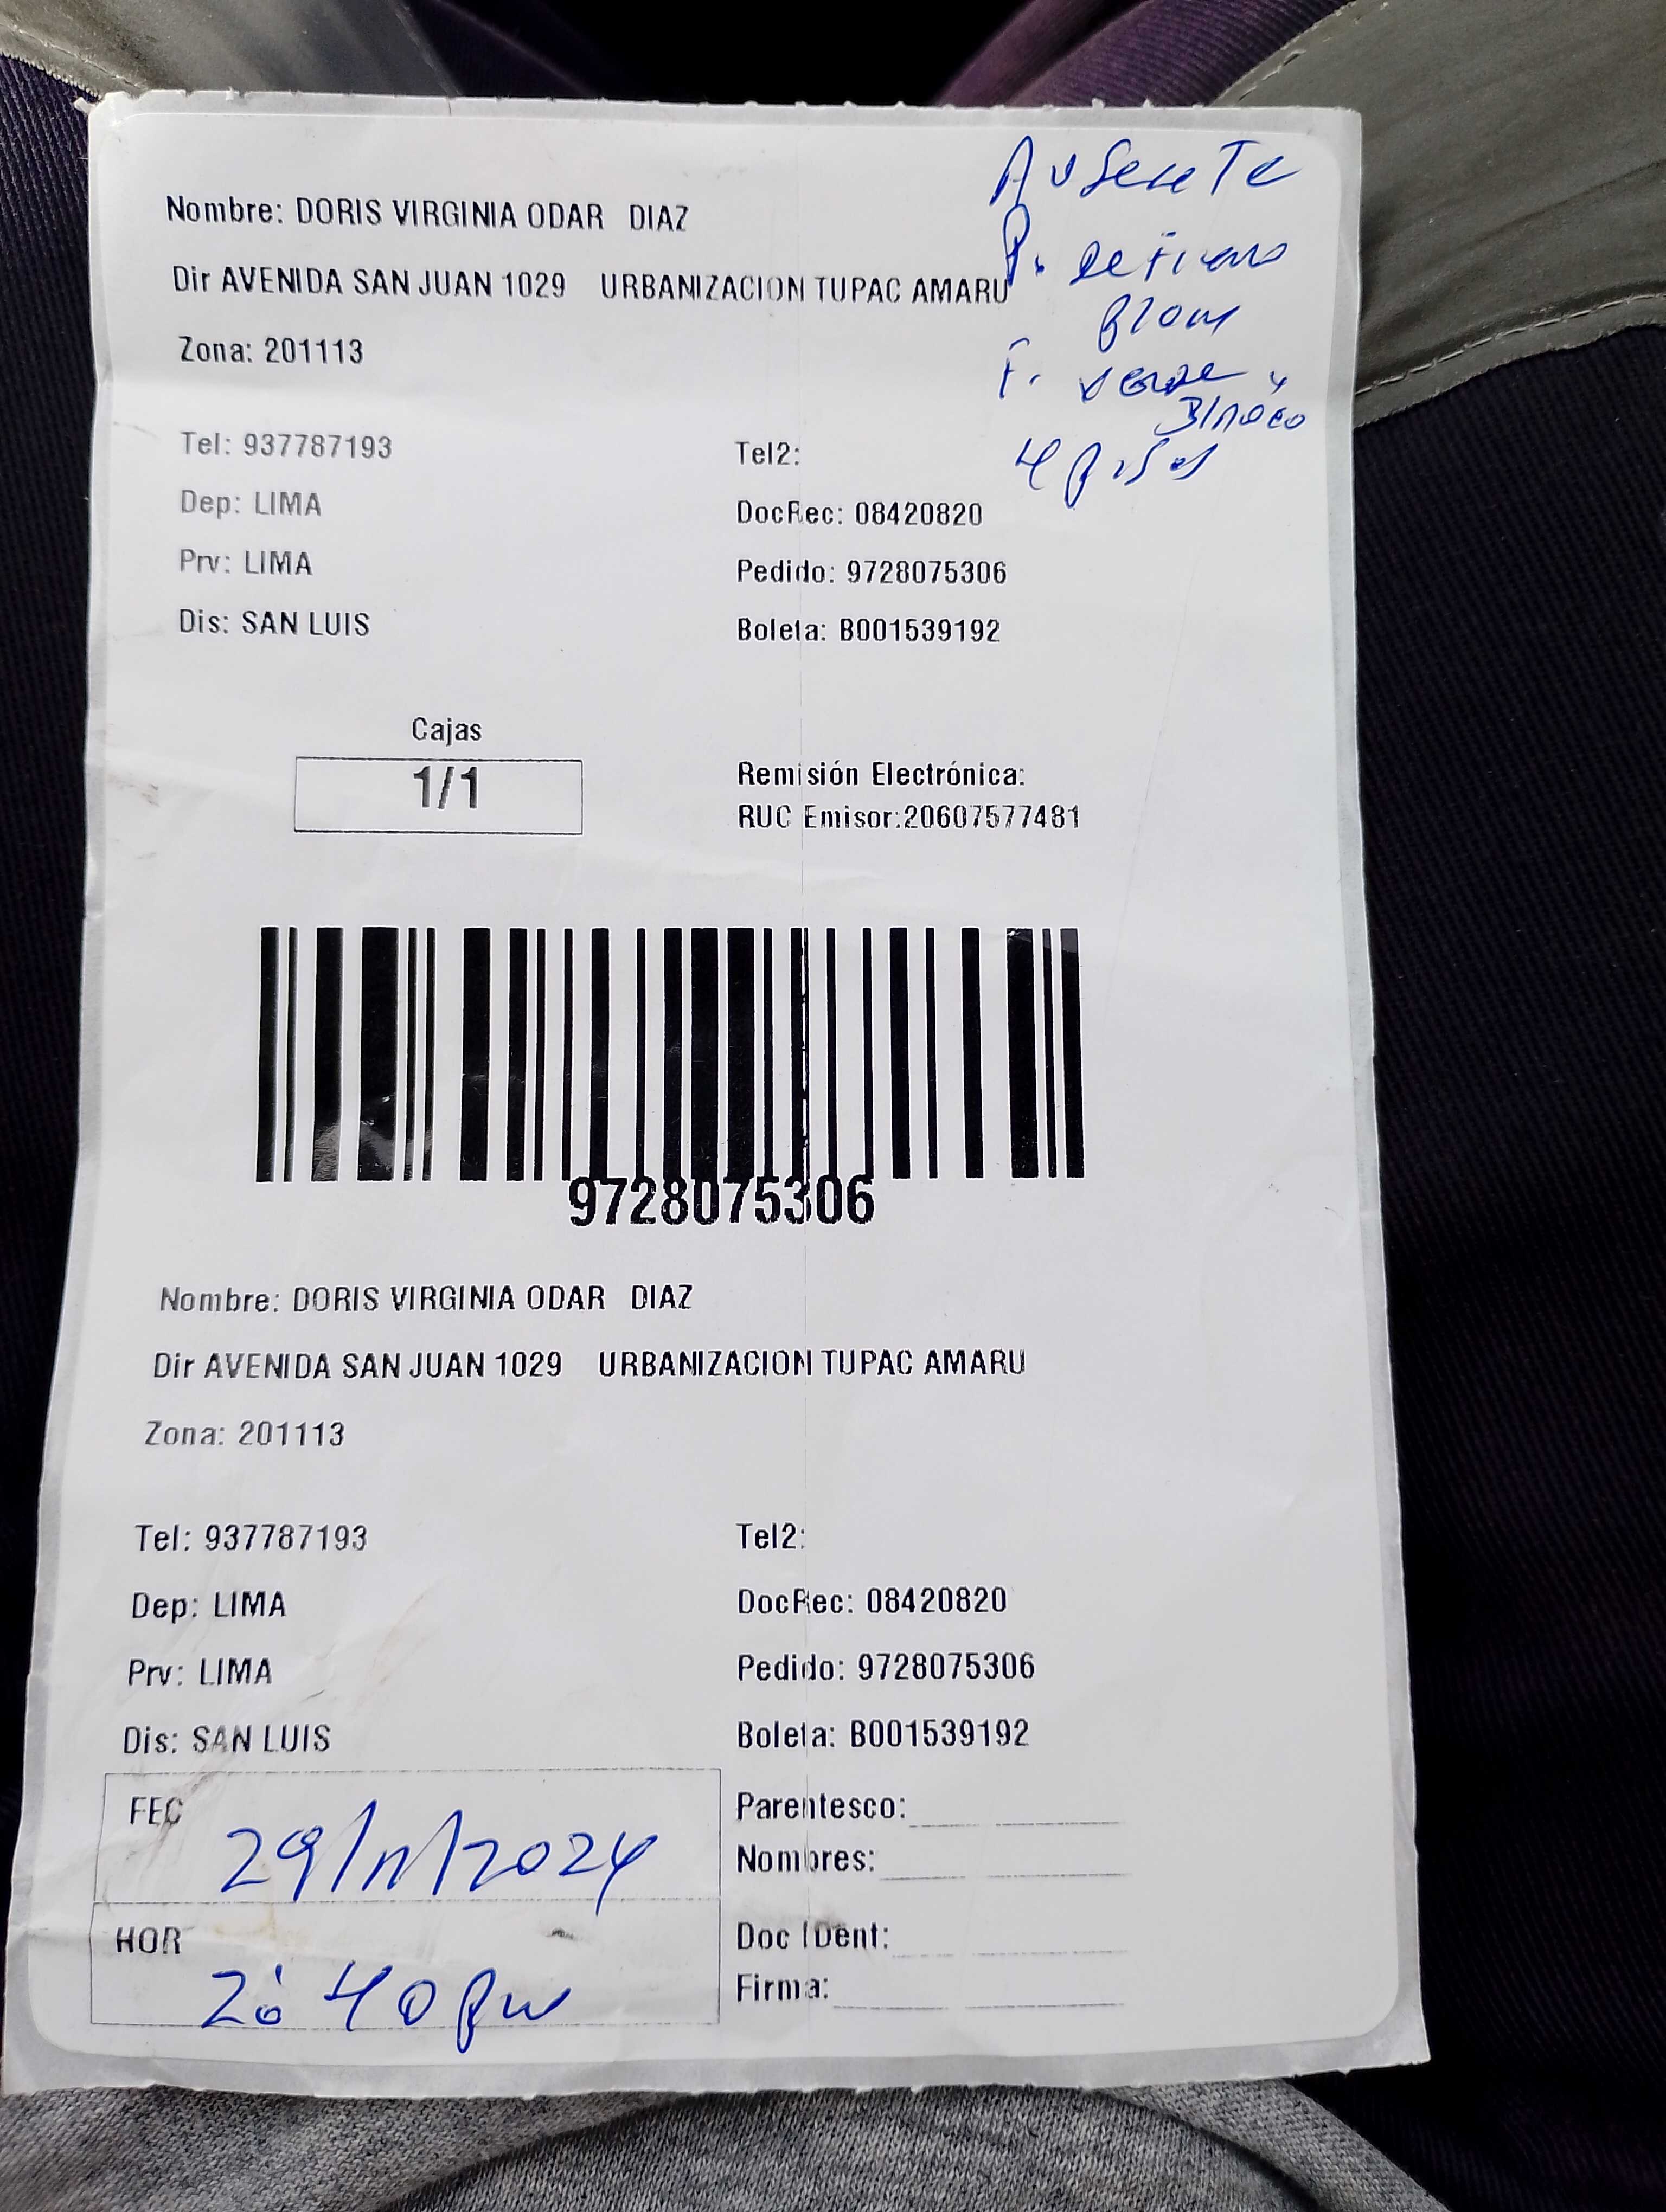 Nombre: DORIS VIRGINIA ODAR DIAZ
Dir AVENIDA SAN JUAN 1029 URBANIZACION TUPAC AMARU
Zona: 201113
Ausente
P.
F. verde y
Blanco
4 pisos
Tel: 937787193
Tel2:
Dep: LIMA
DocRec: 08420820
Prv: LIMA
Pedido: 9728075306
Dis: SAN LUIS
Boleta: B001539192
Cajas
1/1
Remisión Electrónica:
RUC Emisor:20607577481
9728075306
Nombre: DORIS VIRGINIA ODAR DIAZ
Dir AVENIDA SAN JUAN 1029 URBANIZACION TUPAC AMARU
Zona: 201113
Tel: 937787193
Tel2:
Dep: LIMA
DocRec: 08420820
Prv: LIMA
Pedido: 9728075306
Dis: SAN LUIS
Boleta: B001539192
FEC 29/11/2024
Parentesco:
Nombres:
HOR 2:40 pm
Doc IDent:
Firma: